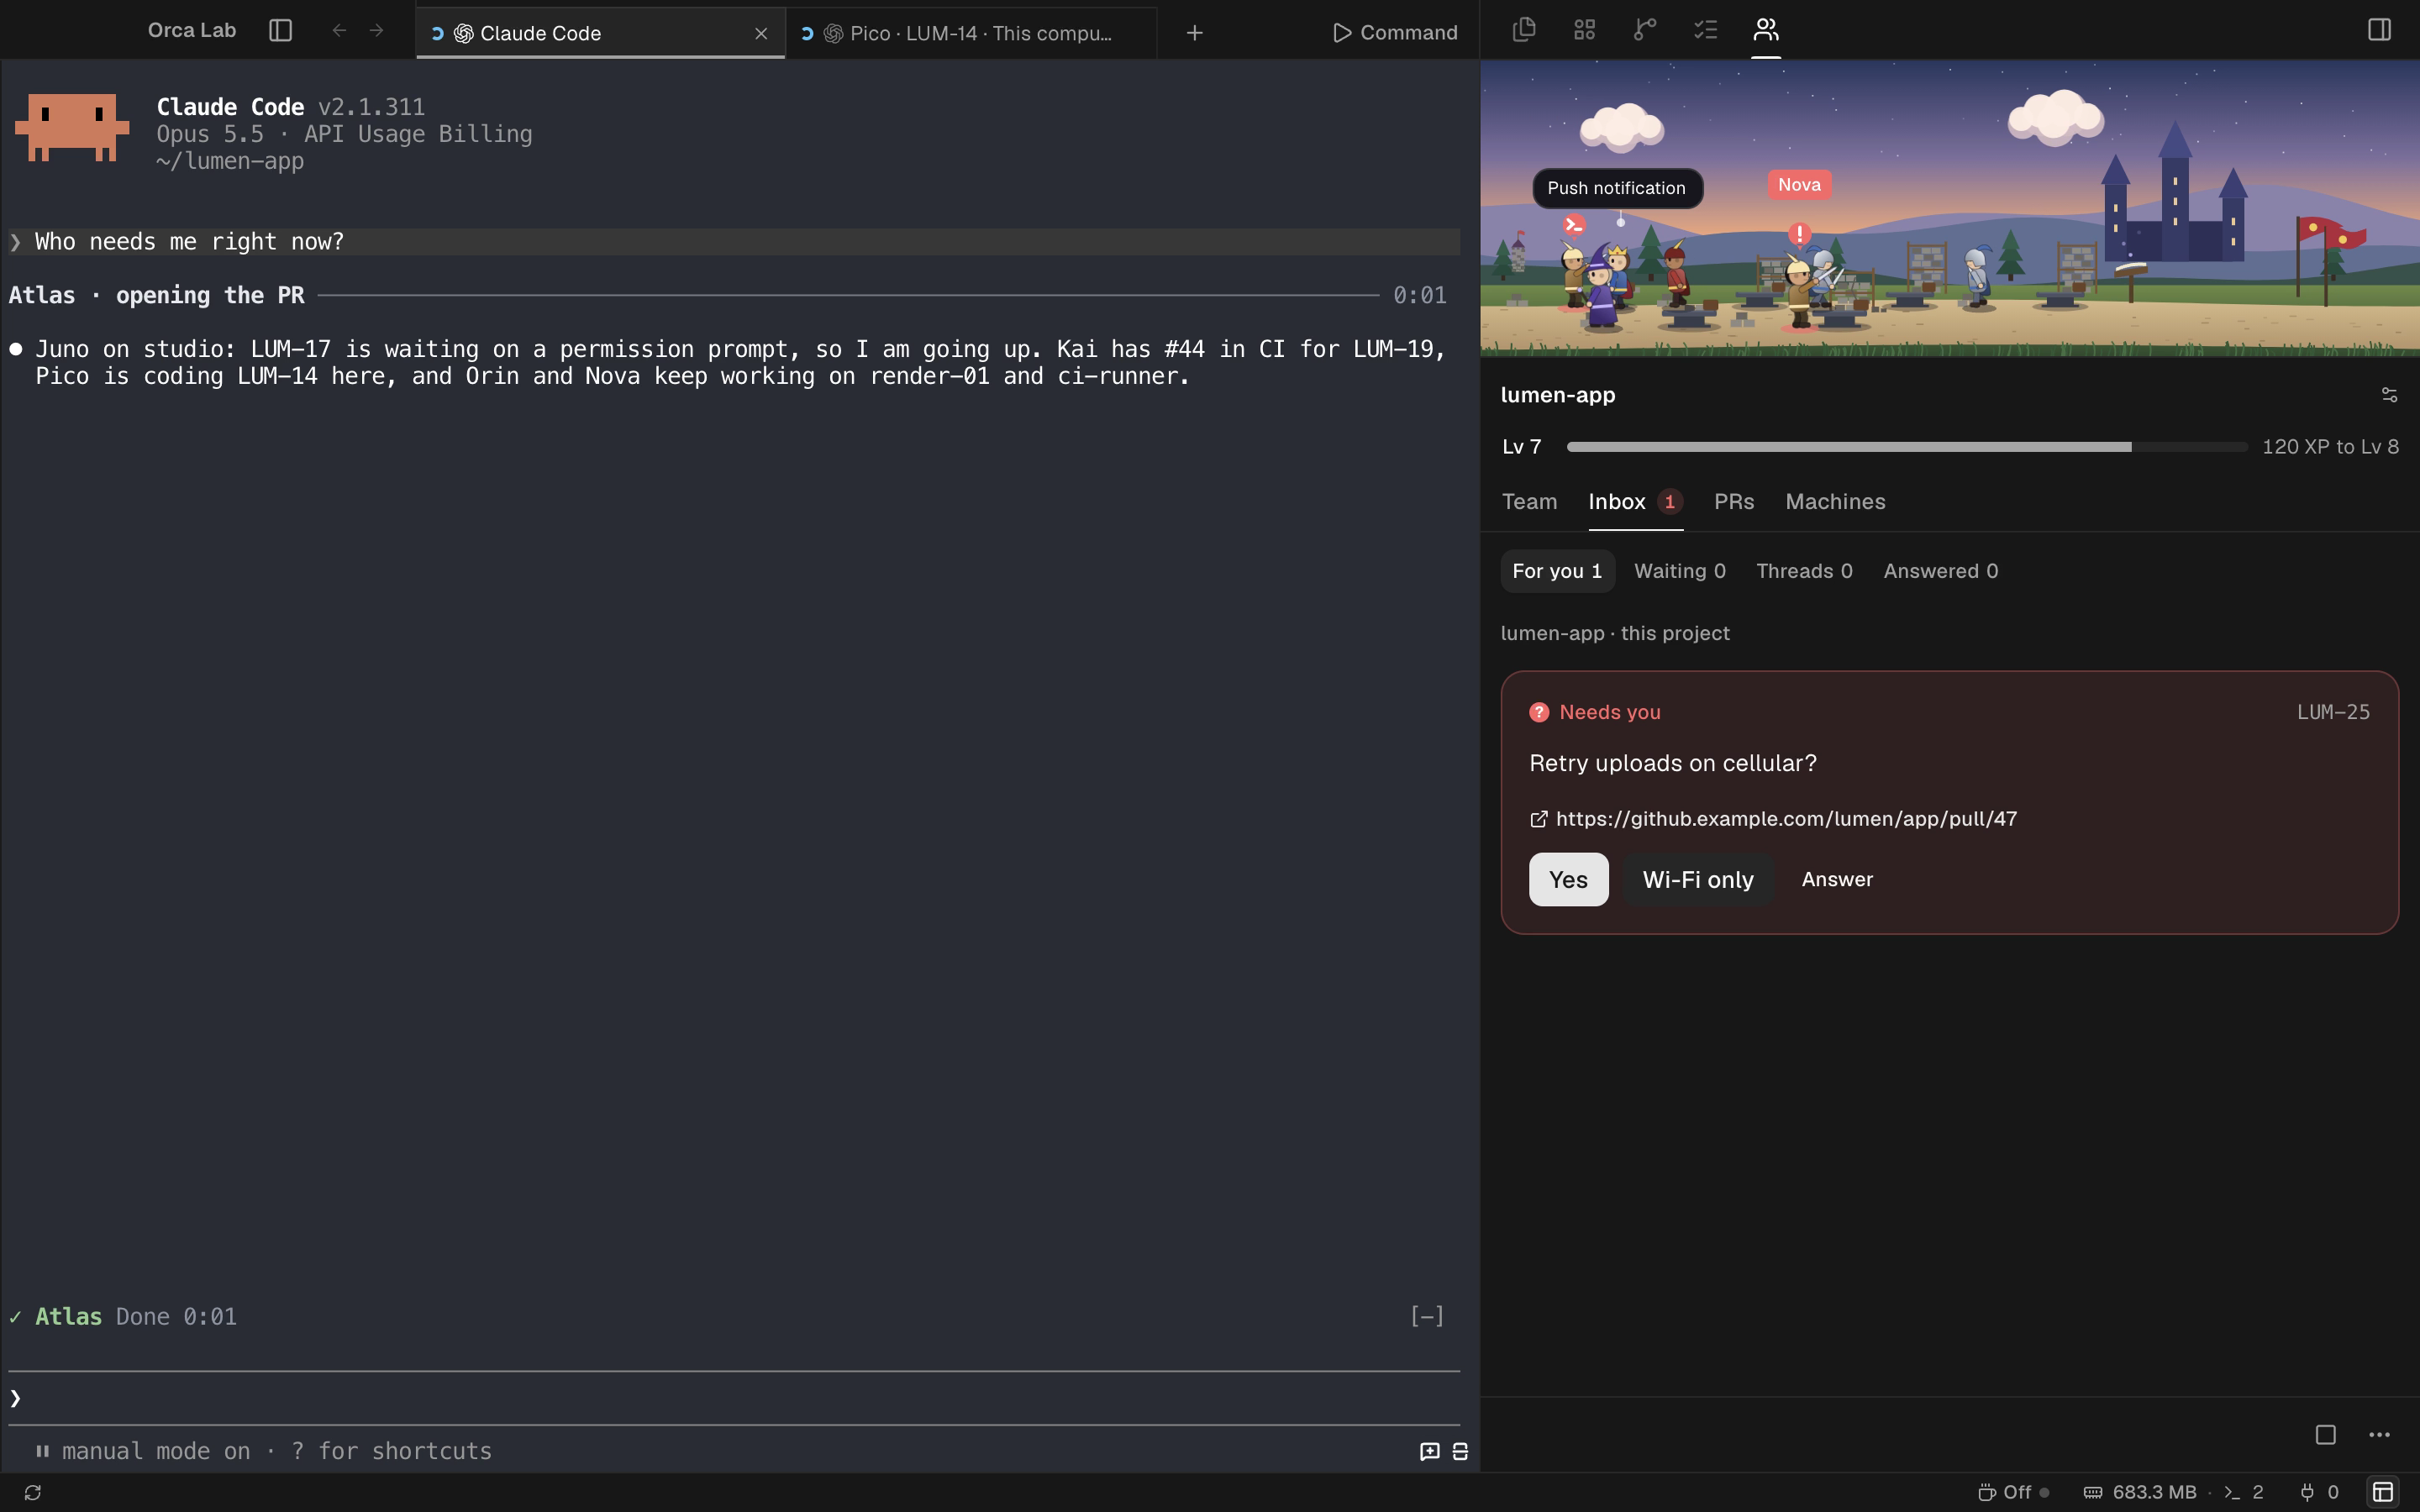 Orca Lab
Claude Code
Pico · LUM-14 · This compu...
Command
Claude Code v2.1.311
Opus 5.5 · API Usage Billing
~/lumen-app
❯ Who needs me right now?
Atlas · opening the PR 0:01
● Juno on studio: LUM-17 is waiting on a permission prompt, so I am going up. Kai has #44 in CI for LUM-19,
Pico is coding LUM-14 here, and Orin and Nova keep working on render-01 and ci-runner.
✓ Atlas Done 0:01 [-]
❯
manual mode on · ? for shortcuts
Push notification
Nova
lumen-app
Lv 7 120 XP to Lv 8
Team Inbox 1 PRs Machines
For you 1 Waiting 0 Threads 0 Answered 0
lumen-app · this project
Needs you LUM-25
Retry uploads on cellular?
https://github.example.com/lumen/app/pull/47
Yes Wi-Fi only Answer
Off 683.3 MB · 2 0